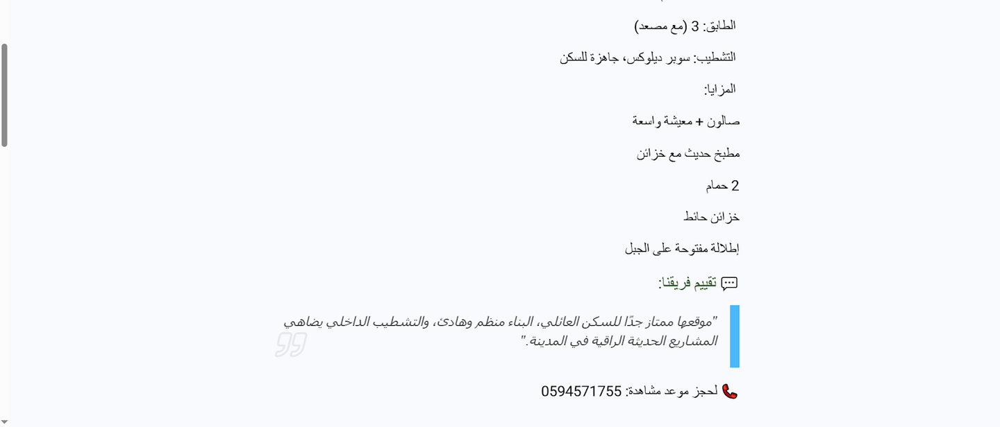 الطابق: 3 (مع مصعد)
التشطيب: سوبر ديلوكس، جاهزة للسكن
المزايا:
صالون + معيشة واسعة
مطبخ حديث مع خزائن
2 حمام
خزائن حائط
إطلالة مفتوحة على الجبل
💬 تقييم فريقنا:
"موقعها ممتاز جدًا للسكن العائلي، البناء منظم وهادئ، والتشطيب الداخلي يضاهي
المشاريع الحديثة الراقية في المدينة."
📞 لحجز موعد مشاهدة: 0594571755